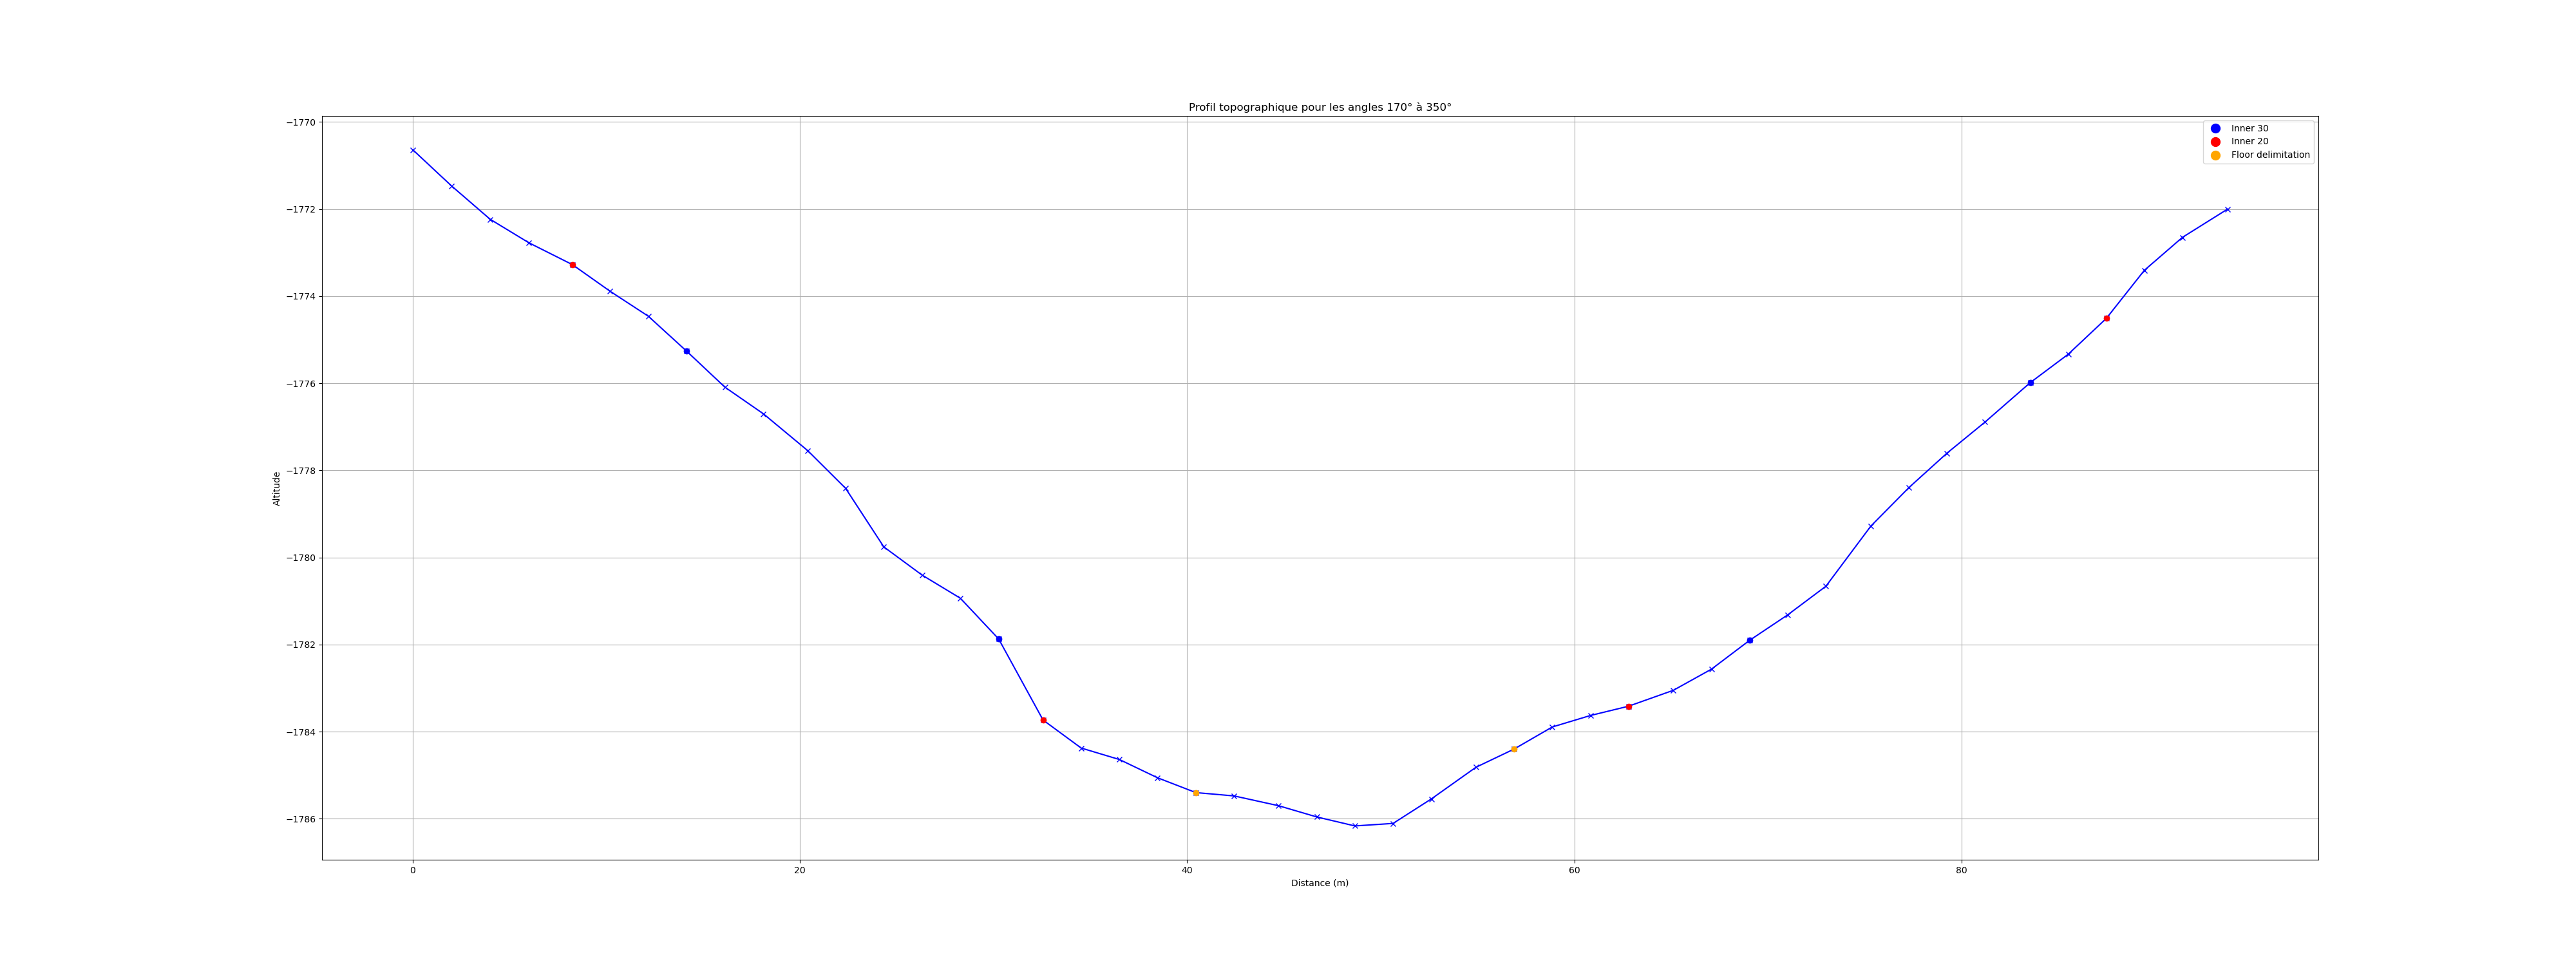 Profil topographique pour les angles 170° à 350°
Inner 30
Inner 20
Floor delimitation
Altitude
−1770
−1772
−1774
−1776
−1778
−1780
−1782
−1784
−1786
0 20 40 60 80
Distance (m)